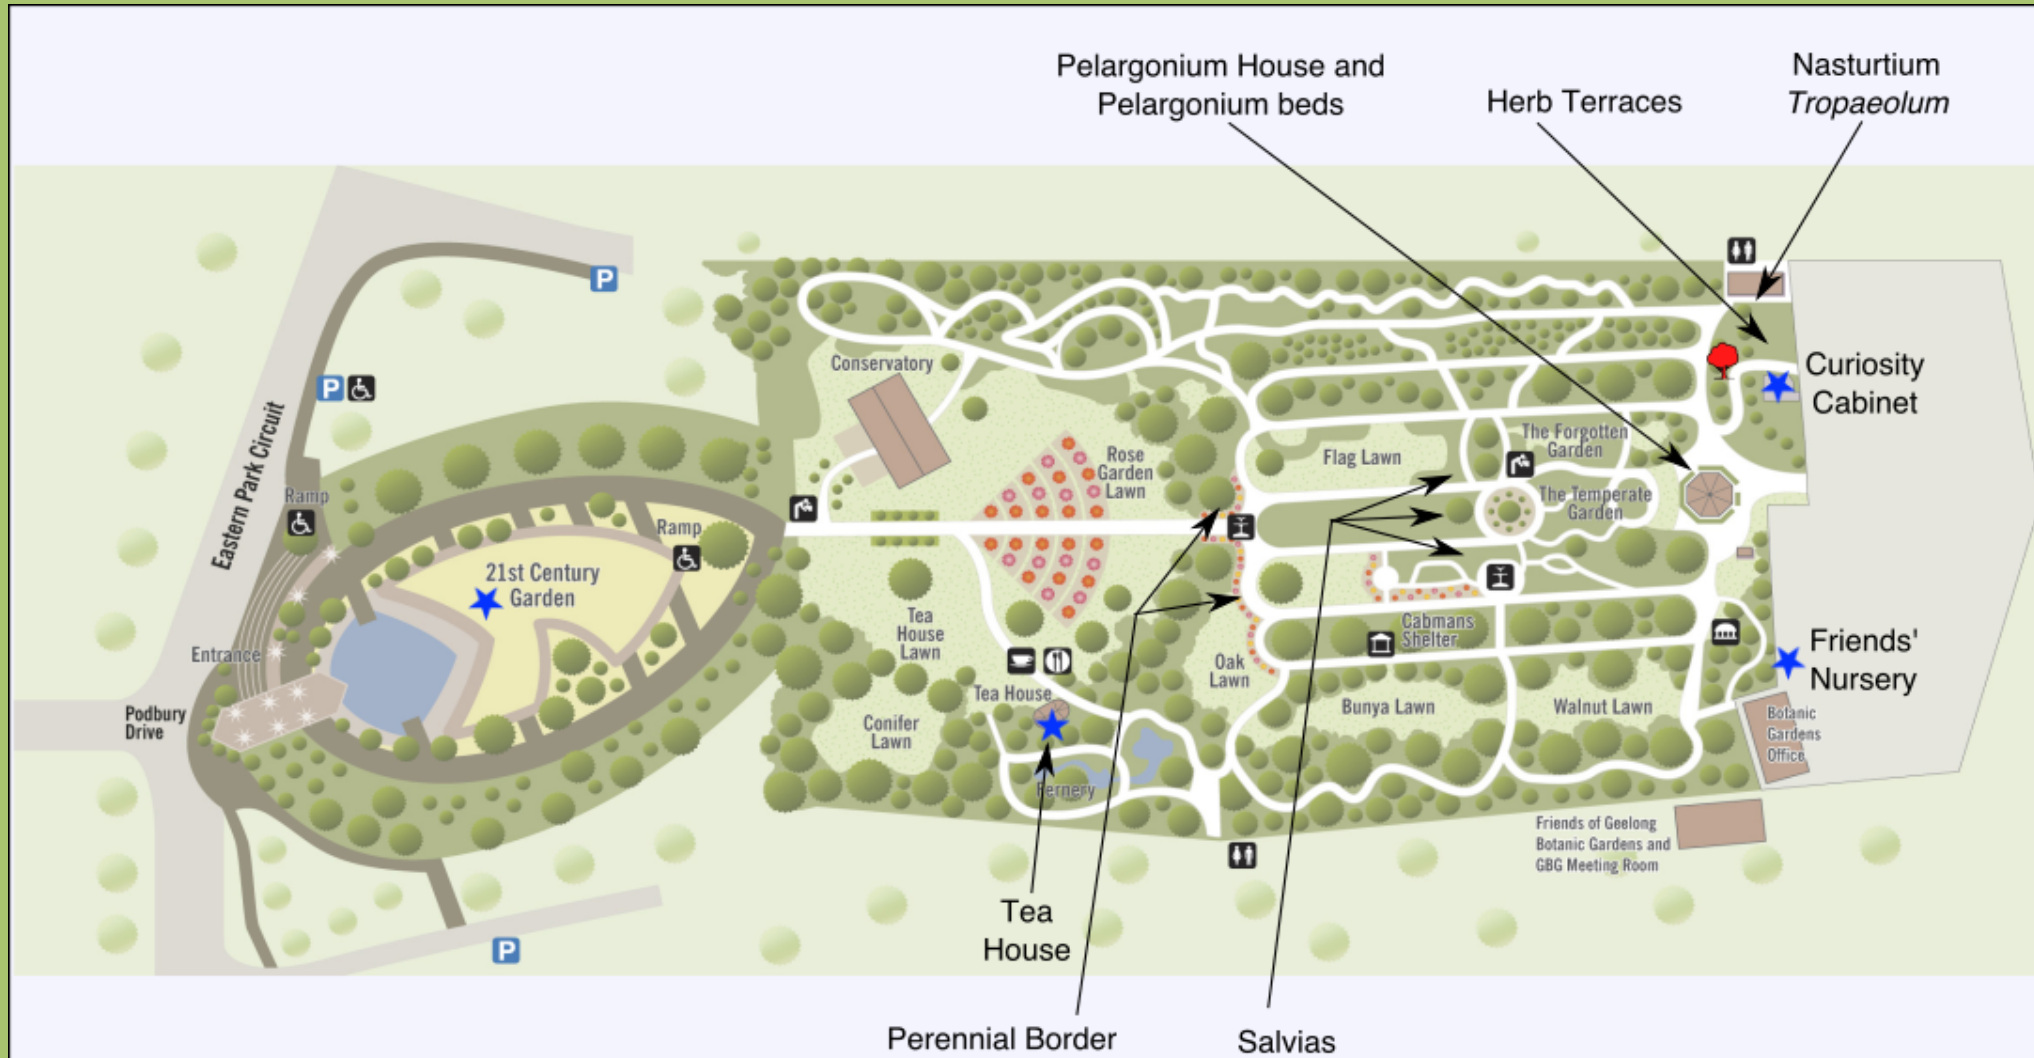 Pelargonium House and
Pelargonium beds
Herb Terraces
Nasturtium
Tropaeolum
P
P
Conservatory
Curiosity
Cabinet
Eastern Park Circuit
Rose
Garden
Lawn
Flag Lawn
The Forgotten
Garden
The Temperate
Garden
Ramp
Ramp
21st Century
Garden
Tea
House
Lawn
Cabmans
Shelter
Entrance
Oak
Lawn
Friends'
Nursery
Tea House
Podbury
Drive
Conifer
Lawn
Bunya Lawn
Walnut Lawn
Botanic
Gardens
Office
Fernery
Friends of Geelong
Botanic Gardens and
GBG Meeting Room
Tea
House
P
Perennial Border
Salvias